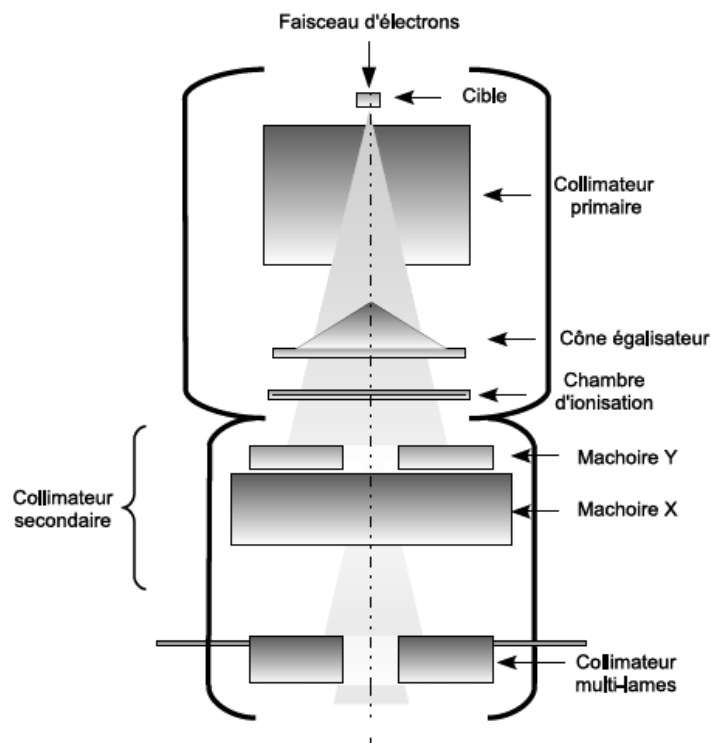 Faisceau d'électrons
Cible
Collimateur
primaire
Cône égalisateur
Chambre
d'ionisation
Machoire Y
Collimateur
secondaire
Machoire X
Collimateur
multi-lames